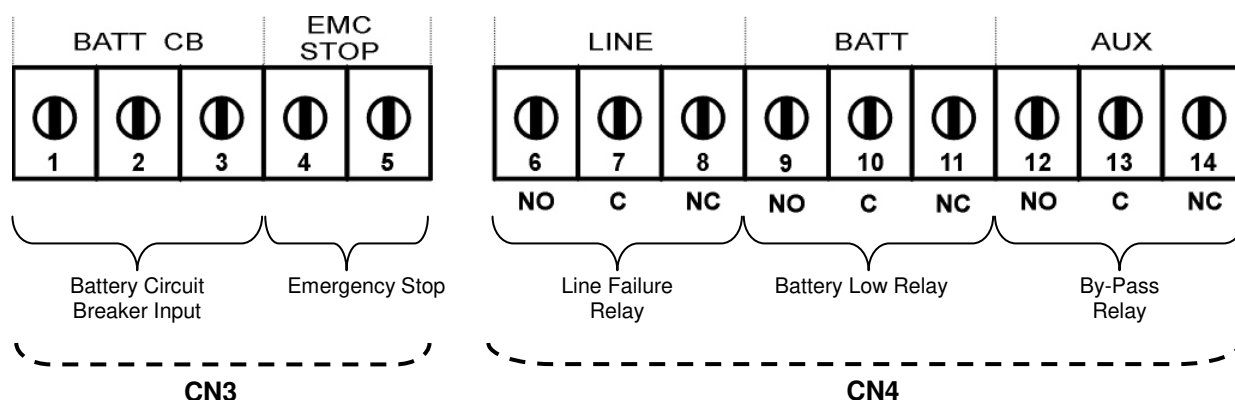 BATT CB
EMC
STOP
LINE
BATT
AUX
1 2 3 4 5
6 7 8 9 10 11 12 13 14
NO C NC NO C NC NO C NC
Battery Circuit
Breaker Input
Emergency Stop
Line Failure
Relay
Battery Low Relay
By-Pass
Relay
CN3
CN4